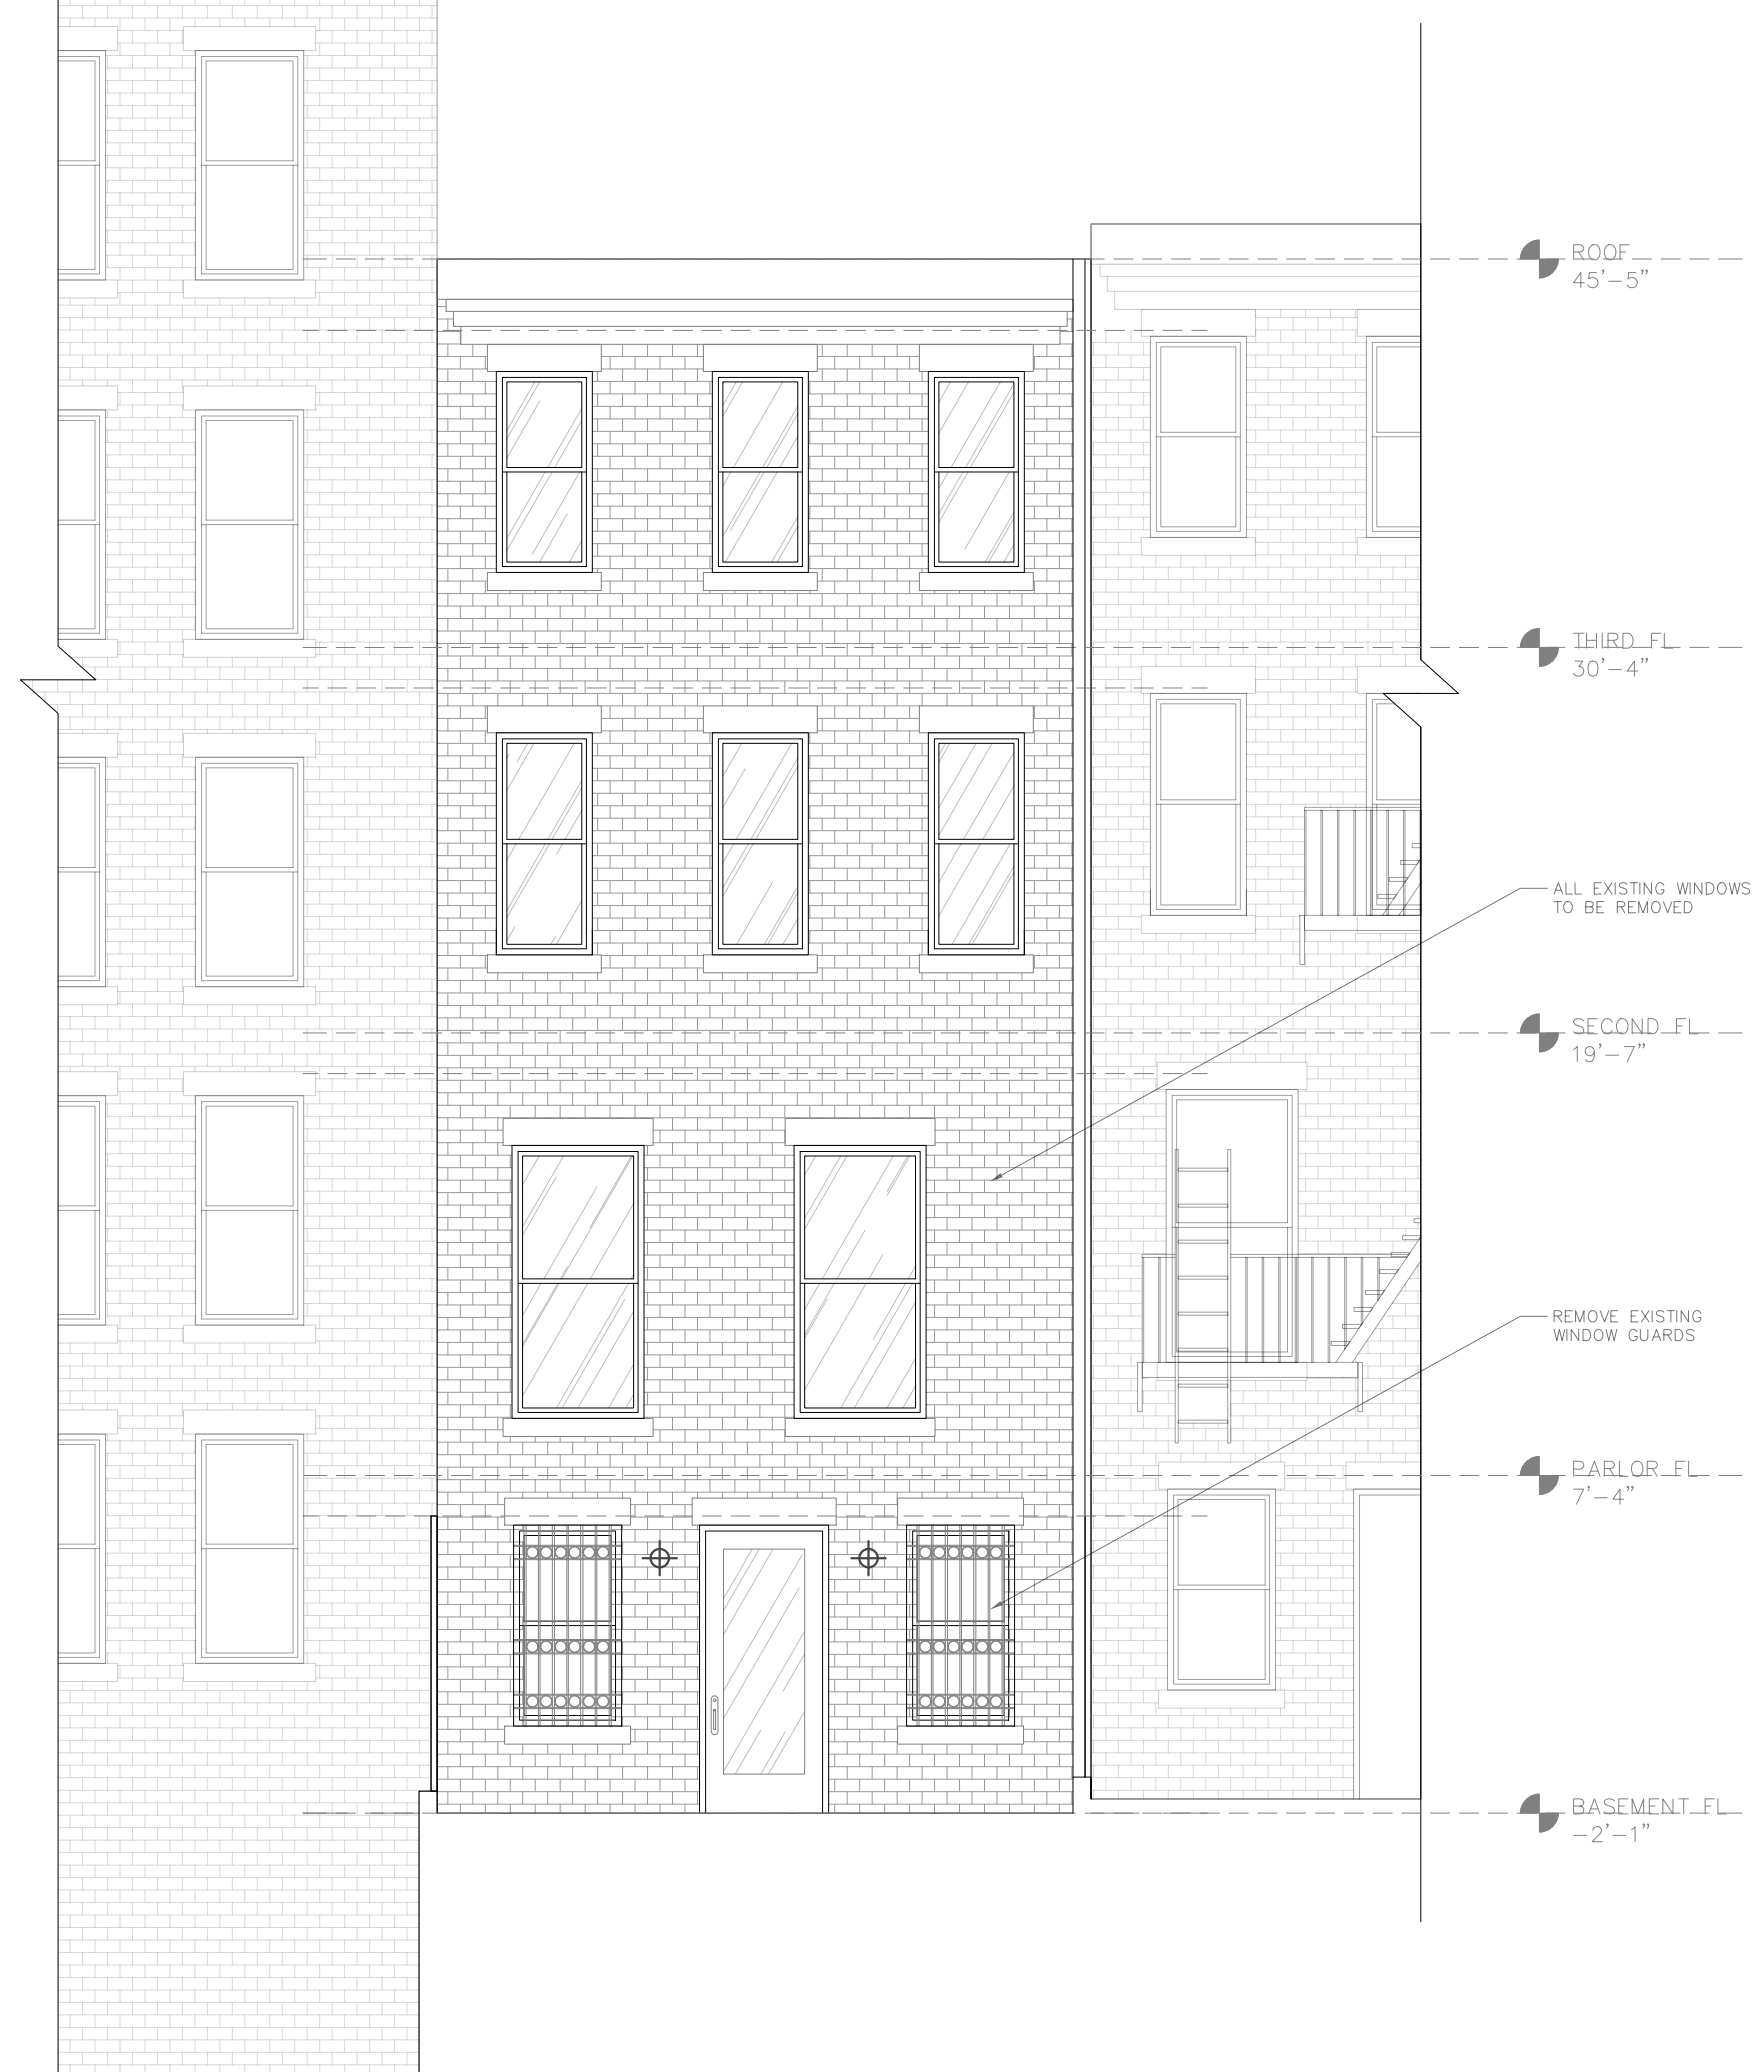 ROOF
45'-5"
THIRD FL
30'-4"
ALL EXISTING WINDOWS
TO BE REMOVED
SECOND FL
19'-7"
REMOVE EXISTING
WINDOW GUARDS
PARLOR FL
7'-4"
BASEMENT FL
-2'-1"